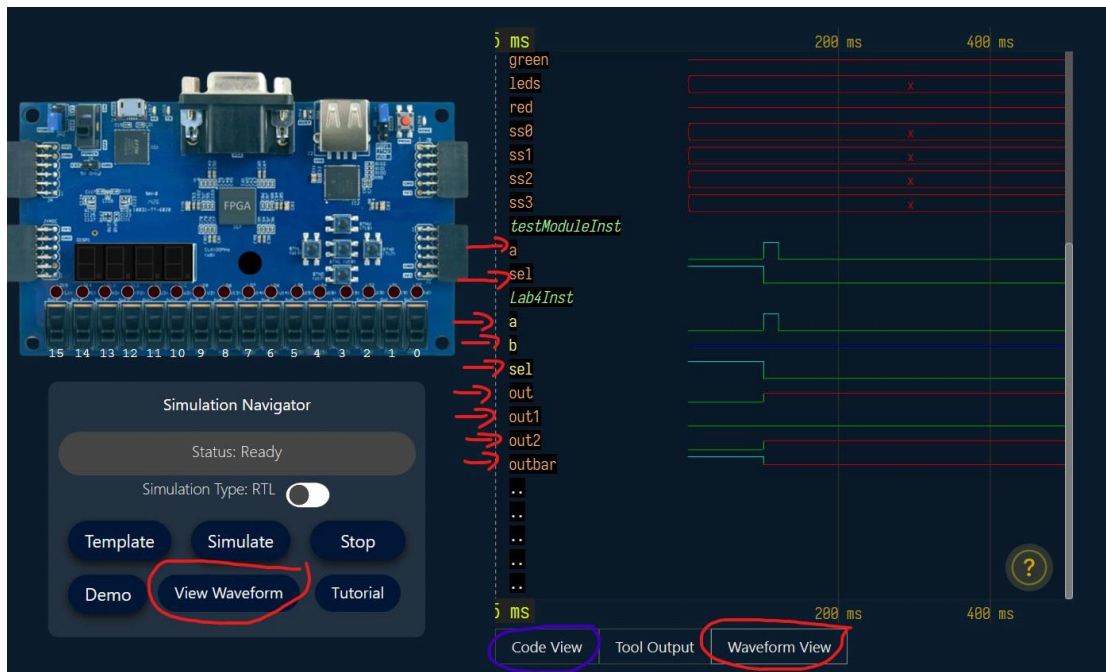 5 ms 200 ms 400 ms
green
leds x
red
ss0 x
ss1 x
ss2 x
ss3 x
testModuleInst
a
sel
Lab4Inst
a
b
sel
out
out1
out2
outbar
..
..
..
..
..
5 ms 200 ms 400 ms
?
Code View Tool Output Waveform View
FPGA
15 14 13 12 11 10 9 8 7 6 5 4 3 2 1 0
Simulation Navigator
Status: Ready
Simulation Type: RTL
Template Simulate Stop
Demo View Waveform Tutorial